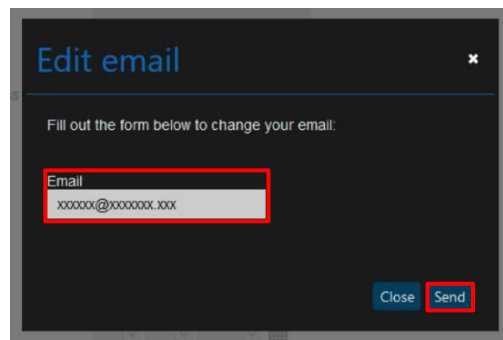 Edit email
Fill out the form below to change your email:
Email
xxxxxx@xxxxxxx.xxx
Close Send